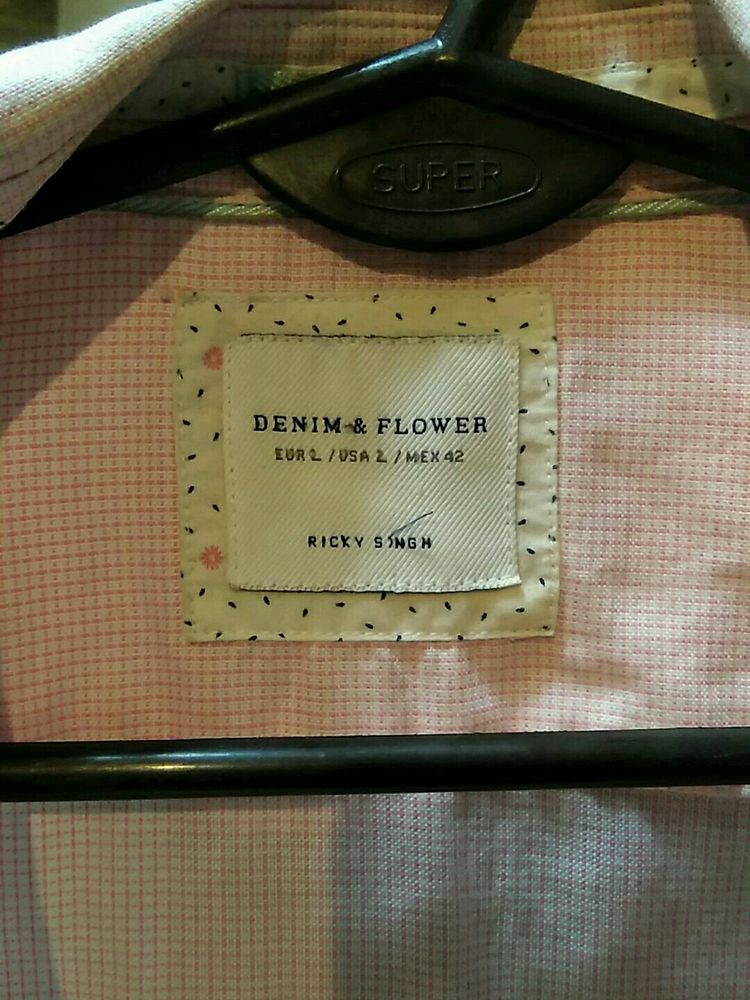 SUPER
DENIM & FLOWER
EUR L / USA L / MEX 42
RICKY SINGH